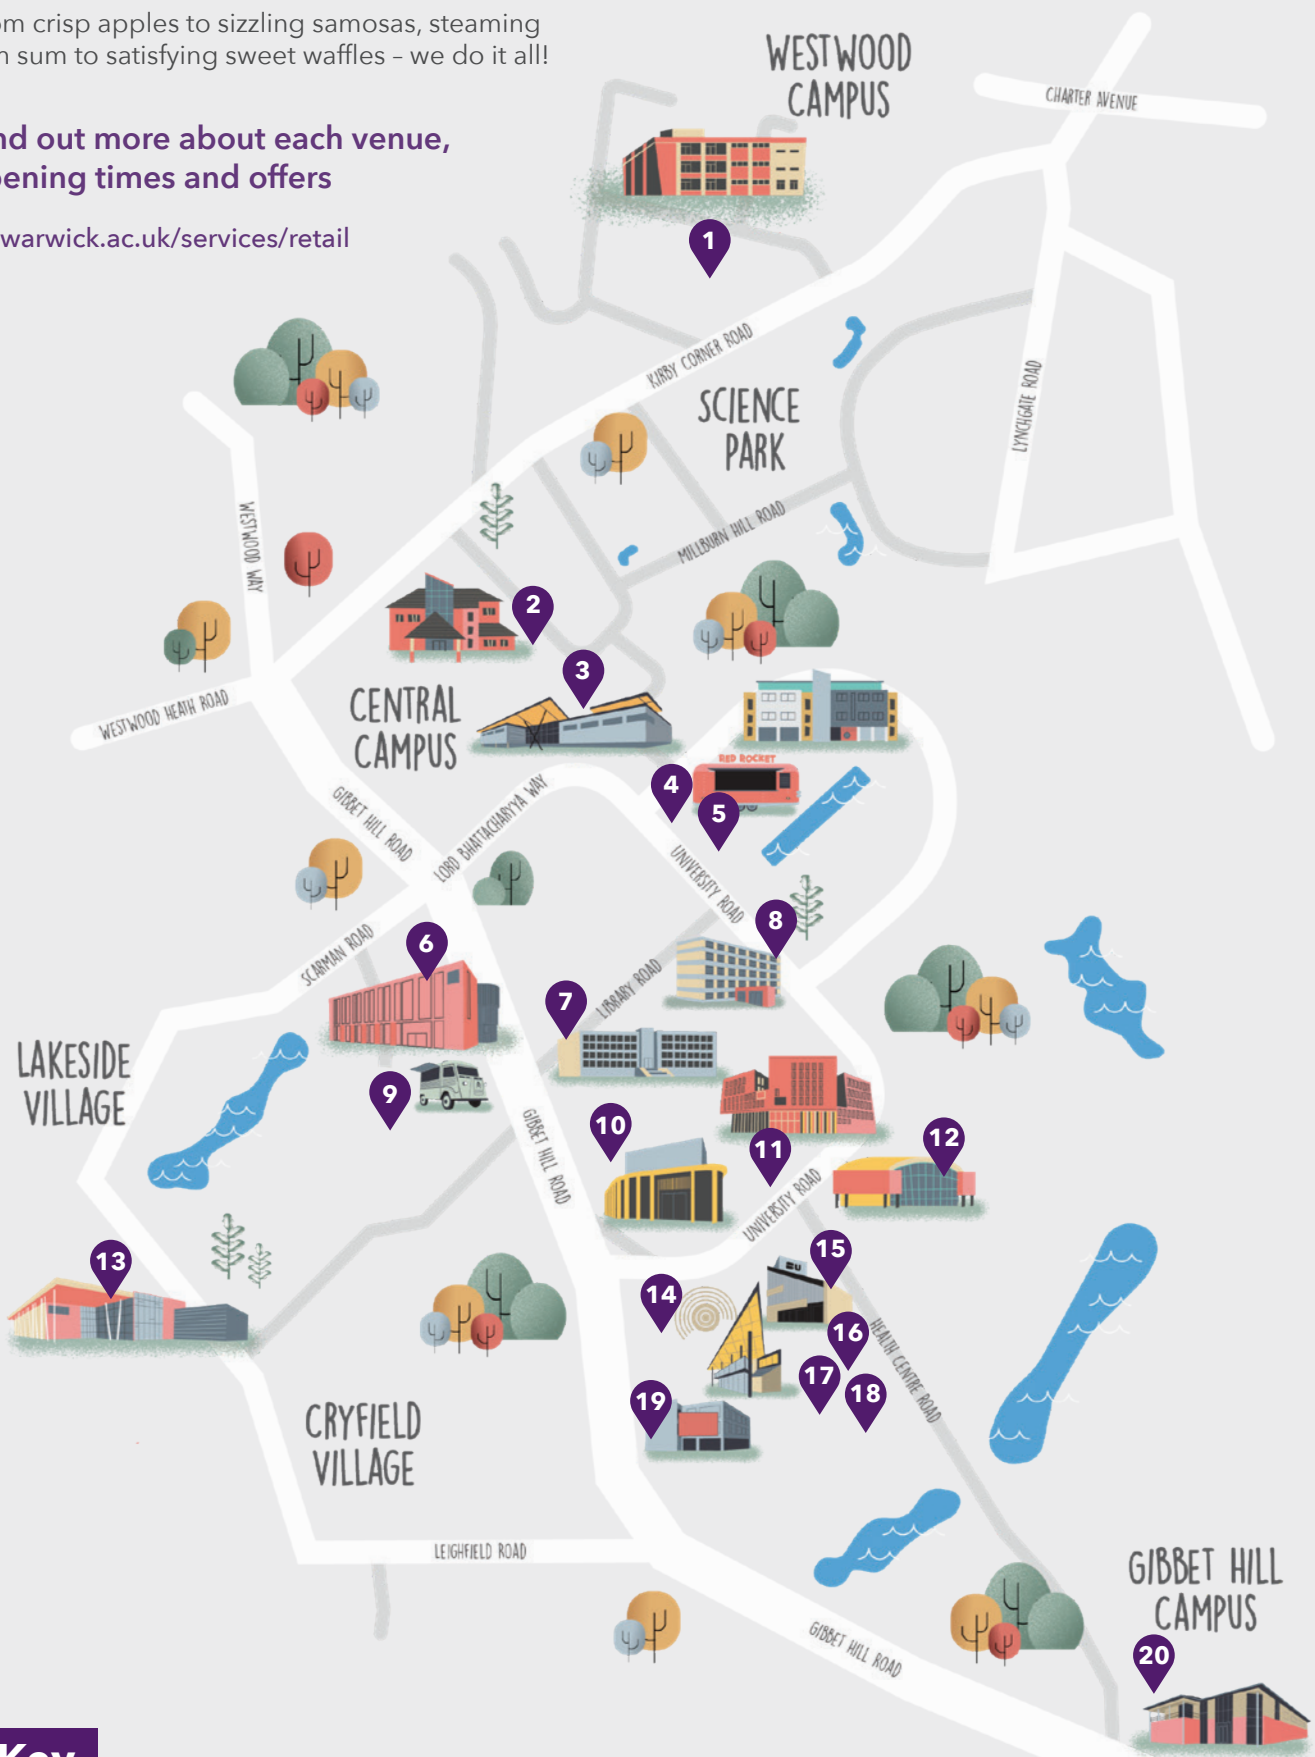 om crisp apples to sizzling samosas, steaming
m sum to satisfying sweet waffles – we do it all!
nd out more about each venue,
pening times and offers
warwick.ac.uk/services/retail
WESTWOOD
CAMPUS
CHARTER AVENUE
1
KIRBY CORNER ROAD
SCIENCE
PARK
LYNCHGATE ROAD
WESTWOOD WAY
MILLBURN HILL ROAD
2
3
WESTWOOD HEATH ROAD
CENTRAL
CAMPUS
RED ROCKET
4
5
GIBBET HILL ROAD
LORD BHATTACHARYYA WAY
UNIVERSITY ROAD
8
6
SCARMAN ROAD
LIBRARY ROAD
7
LAKESIDE
VILLAGE
9
GIBBET HILL ROAD
10
11
12
UNIVERSITY ROAD
13
15
SU
14
16
HEALTH CENTRE ROAD
17
18
19
CRYFIELD
VILLAGE
LEIGHFIELD ROAD
GIBBET HILL
CAMPUS
GIBBET HILL ROAD
20
Key